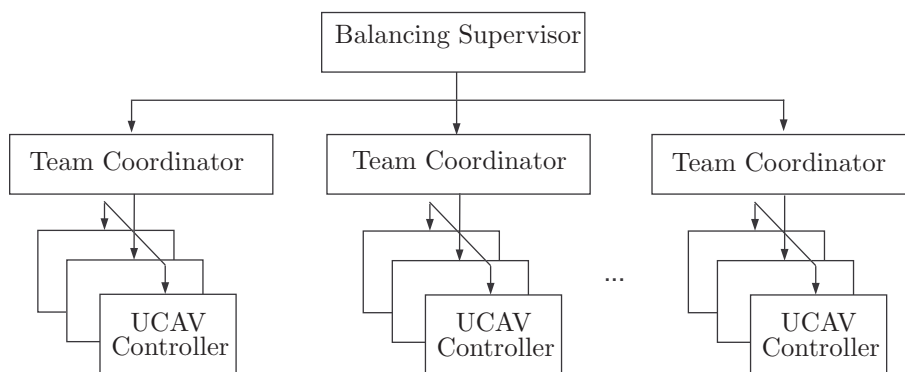 Balancing Supervisor
Team Coordinator
Team Coordinator
Team Coordinator
...
UCAV
Controller
UCAV
Controller
UCAV
Controller